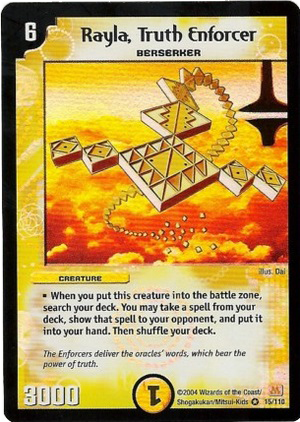 6
Rayla, Truth Enforcer
BERSERKER
illus. Dai
CREATURE
▪ When you put this creature into the battle zone,
search your deck. You may take a spell from your
deck, show that spell to your opponent, and put it
into your hand. Then shuffle your deck.
The Enforcers deliver the oracles' words, which bear the
power of truth.
3000
©2004 Wizards of the Coast/
Shogakukan/Mitsui-Kids 15/110